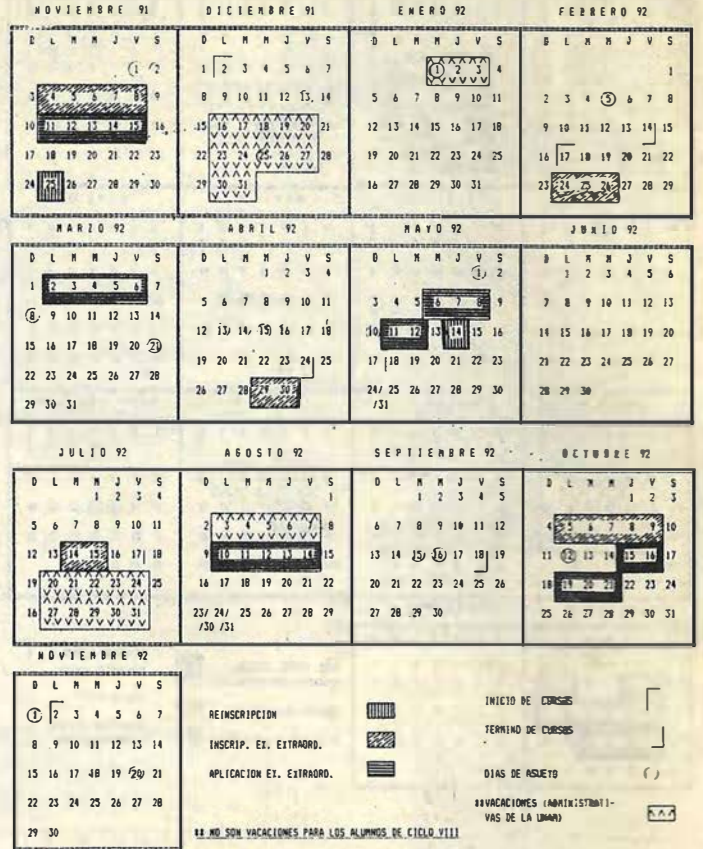 NOVIEMBRE 91 DICIEMBRE 91 ENERO 92 FEBRERO 92
D L M M J V S D L M M J V S D L M M J V S D L M M J V S
1 2 1 2 3 4 5 6 7 1 2 3 4 1
3 4 5 6 7 8 9 8 9 10 11 12 13 14 5 6 7 8 9 10 11 2 3 4 5 6 7 8
10 11 12 13 14 15 16 15 16 17 18 19 20 21 12 13 14 15 16 17 18 9 10 11 12 13 14 15
17 18 19 20 21 22 23 22 23 24 25 26 27 28 19 20 21 22 23 24 25 16 17 18 19 20 21 22
24 25 26 27 28 29 30 29 30 31 16 27 28 29 30 31 23 24 25 26 27 28 29
MARZO 92 ABRIL 92 MAYO 92 JUNIO 92
D L M M J V S D L M M J V S D L M M J V S D L M M J V S
1 2 3 4 5 6 7 1 2 3 4 1 2 1 2 3 4 5 6
8 9 10 11 12 13 14 5 6 7 8 9 10 11 3 4 5 6 7 8 9 7 8 9 10 11 12 13
15 16 17 18 19 20 21 12 13/ 14/ 15 16 17 18 10 11 12 13 14 15 16 14 15 16 17 18 19 20
22 23 24 25 26 27 28 19 20 21 22 23 24 25 17 18 19 20 21 22 23 21 22 23 24 25 26 27
29 30 31 26 27 28 29 30 24/ 25 26 27 28 29 30 28 29 30
/31
JULIO 92 AGOSTO 92 SEPTIEMBRE 92 OCTUBRE 92
D L M M J V S D L M M J V S D L M M J V S D L M M J V S
1 2 3 4 1 1 2 3 4 5 1 2 3
5 6 7 8 9 10 11 2 3 4 5 6 7 8 6 7 8 9 10 11 12 4 5 6 7 8 9 10
12 13 14 15 16 17 18 9 10 11 12 13 14 15 13 14 15/ 16 17 18 19 11 12 13 14 15 16 17
19 20 21 22 23 24 25 16 17 18 19 20 21 22 20 21 22 23 24 25 26 18 19 20 21 22 23 24
16 27 28 29 30 31 23/ 24/ 25 26 27 28 29 27 28 29 30 25 26 27 28 29 30 31
/30 /31
NOVIEMBRE 92
D L M M J V S
1 2 3 4 5 6 7
8 9 10 11 12 13 14
15 16 17 18 19 20 21
22 23 24 25 26 27 28
29 30
REINSCRIPCION
INSCRIP. EX. EXTRAORD.
APLICACION EX. EXTRAORD.
INICIO DE CURSOS
TERMINO DE CURSOS
DIAS DE ASUETO ( )
**VACACIONES (ADMINISTRATI-
VAS DE LA UNAM)
** NO SON VACACIONES PARA LOS ALUMNOS DE CICLO VIII